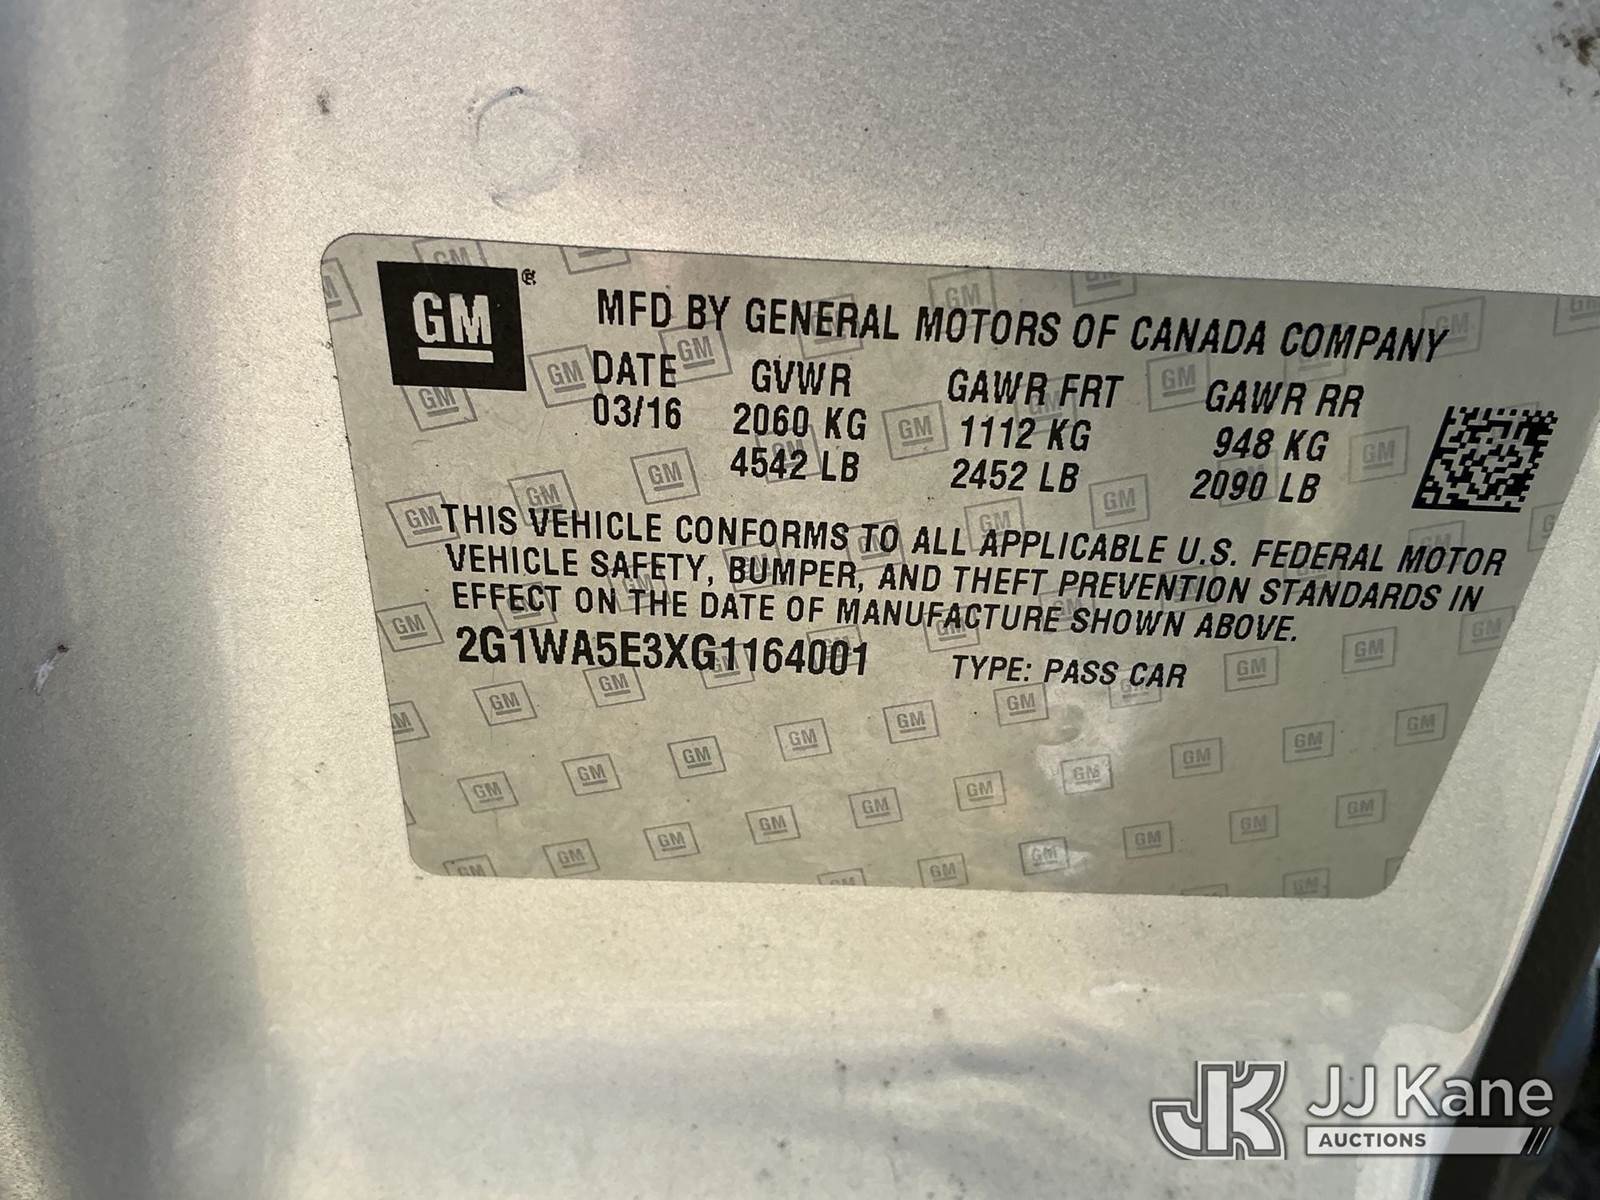 GM ®
MFD BY GENERAL MOTORS OF CANADA COMPANY
DATE GVWR GAWR FRT GAWR RR
03/16 2060 KG 1112 KG 948 KG
4542 LB 2452 LB 2090 LB
THIS VEHICLE CONFORMS TO ALL APPLICABLE U.S. FEDERAL MOTOR
VEHICLE SAFETY, BUMPER, AND THEFT PREVENTION STANDARDS IN
EFFECT ON THE DATE OF MANUFACTURE SHOWN ABOVE.
2G1WA5E3XG1164001 TYPE: PASS CAR
JK JJ Kane
AUCTIONS